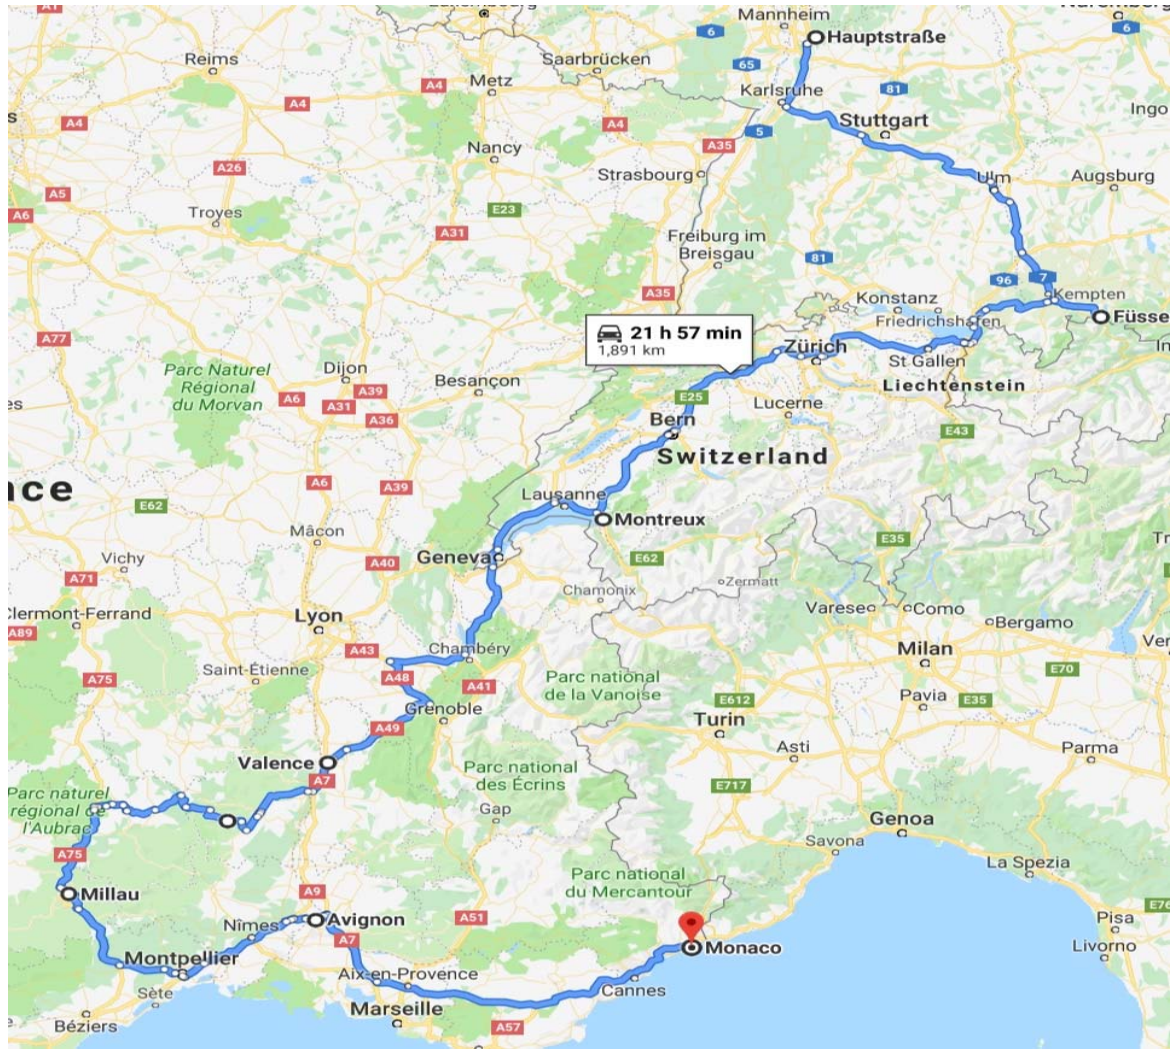 A1
Mannheim
6
Hauptstraße
6
Reims
Saarbrücken
65
Metz
A4
Karlsruhe
81
A4
A4
A4
5
Stuttgart
Ingo
Nancy
A35
A26
Strasbourg
Ulm
Augsburg
A5
A6
Troyes
E23
A31
Freiburg im
Breisgau
81
96
7
A35
Konstanz
Kempten
Friedrichshafen
Füsse
21 h 57 min
1,891 km
A77
Zürich
St Gallen
Liechtenstein
Parc Naturel
Régional
du Morvan
Dijon
A39
A6
A31
A36
Besançon
E25
Lucerne
Bern
E43
Switzerland
nce
A6
A39
E62
Lausanne
Montreux
Mâcon
E35
Vichy
Geneva
E62
A71
A40
Chamonix
Zermatt
Clermont-Ferrand
Lyon
Varese
Como
Bergamo
A89
A43
Chambéry
Milan
Ver
Saint-Étienne
A75
A48
A41
Parc national
de la Vanoise
E70
Pavia
E612
E35
Grenoble
Turin
A49
Asti
Parma
Valence
A7
Parc national
des Écrins
E717
Parc naturel
régional de
l'Aubrac
Gap
Genoa
Savona
A75
La Spezia
Parc national
du Mercantour
Millau
A9
Avignon
A51
E76
Nîmes
A7
Pisa
Monaco
Livorno
Montpellier
Aix-en-Provence
Cannes
Sète
Marseille
Béziers
A57